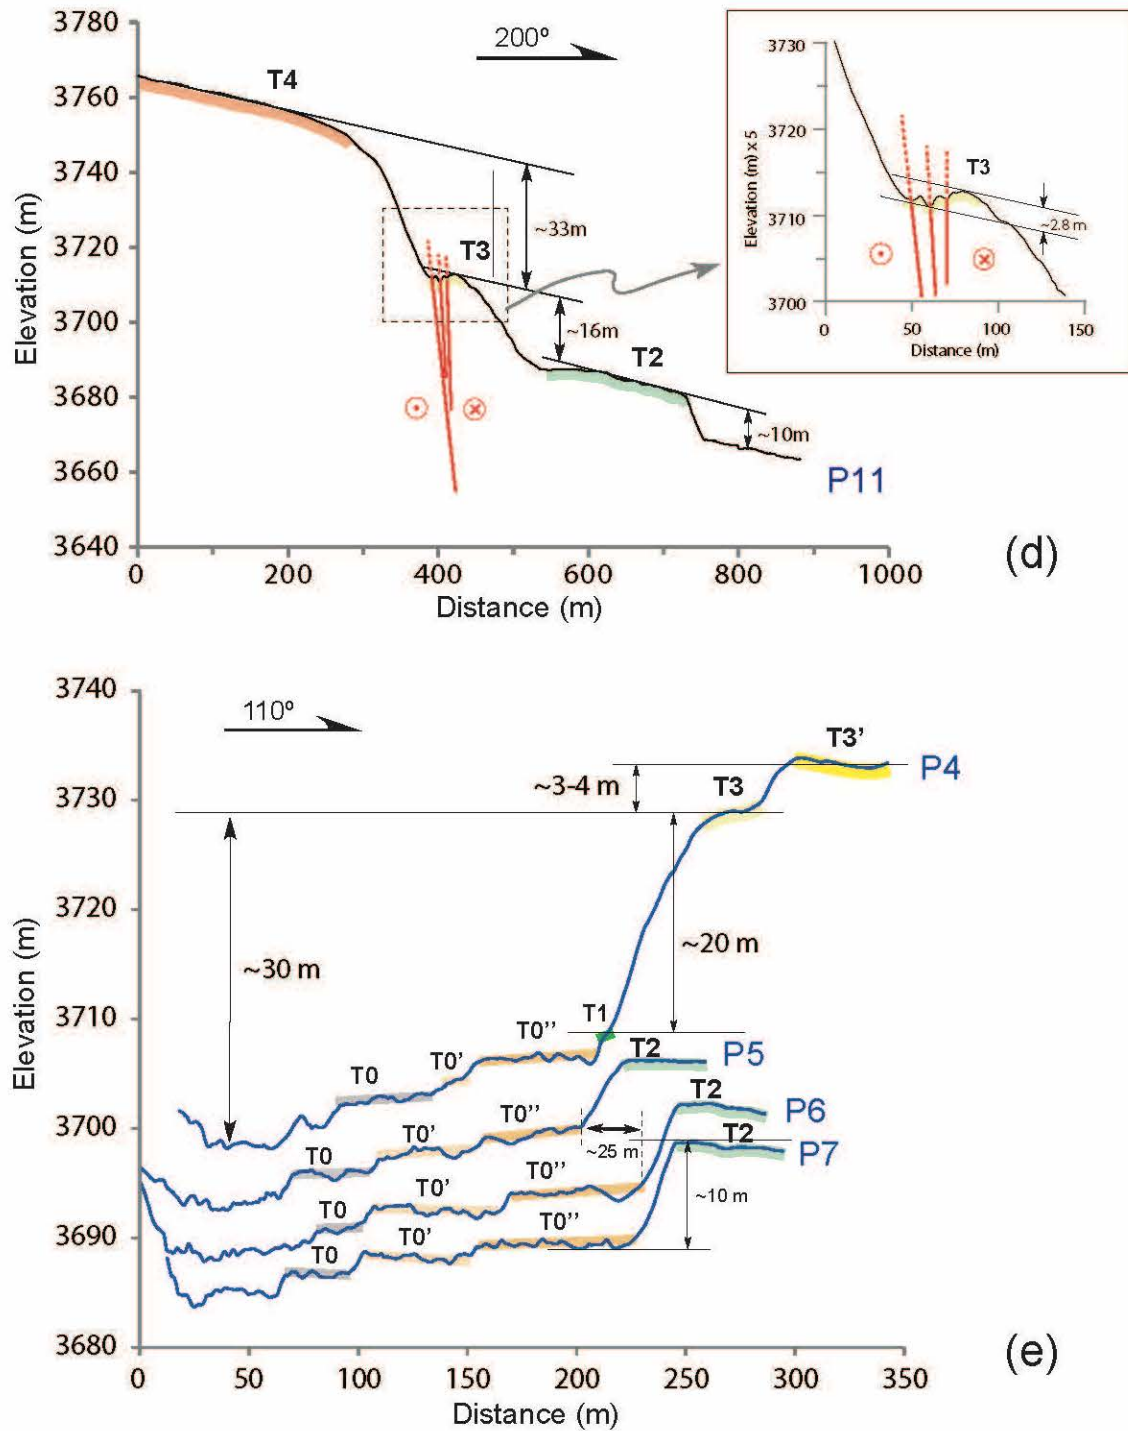 3780
3760
3740
3720
3700
3680
3660
3640
Elevation (m)
0
200
400
600
800
1000
Distance (m)
200º
T4
T3
T2
~33m
~16m
~10m
P11
(d)
3730
3720
3710
3700
Elevation (m) x 5
0
50
100
150
Distance (m)
T3
~2.8 m
3740
3730
3720
3710
3700
3690
3680
Elevation (m)
0
50
100
150
200
250
300
350
Distance (m)
110º
T3'
P4
~3-4 m
T3
~30 m
~20 m
T1
T0''
T0'
T0
T2
P5
T0''
T0'
T0
~25 m
T2
P6
T0''
T0'
T0
T2
P7
T0''
T0'
T0
~10 m
(e)